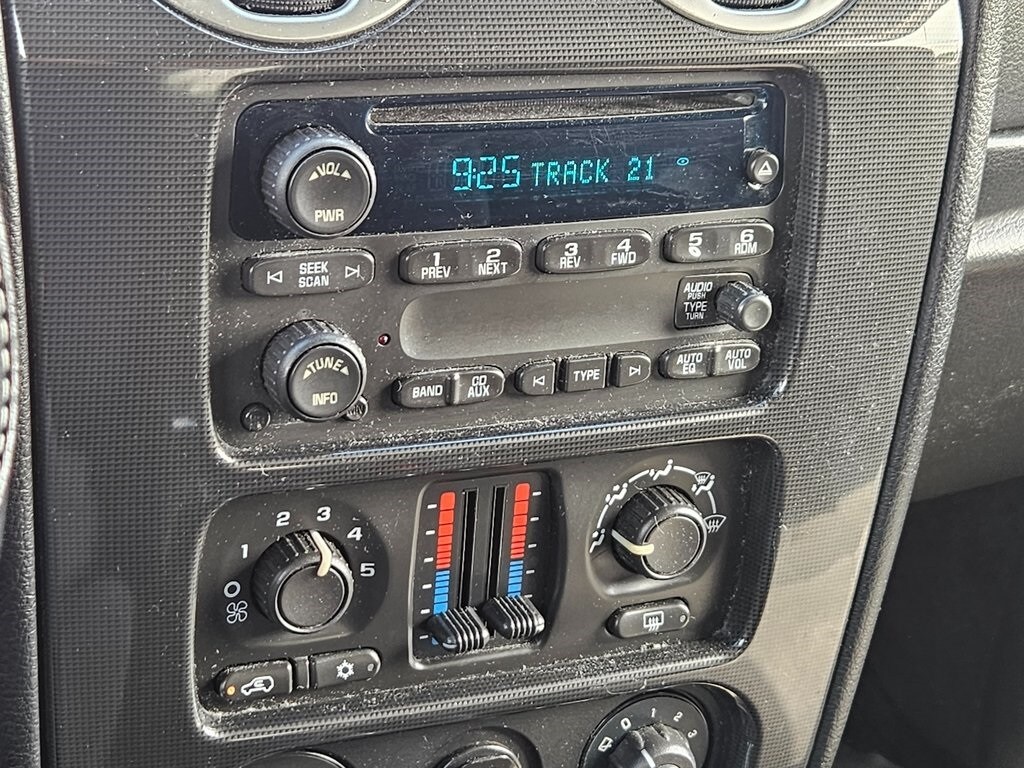 VOL
PWR
9:25 TRACK 21
SEEK
SCAN
1
PREV
2
NEXT
3
REV
4
FWD
5
6
RDM
AUDIO
PUSH
TYPE
TURN
TUNE
INFO
BAND
CD
AUX
TYPE
AUTO
EQ
AUTO
VOL
1 2 3 4 5
0 1 2 3